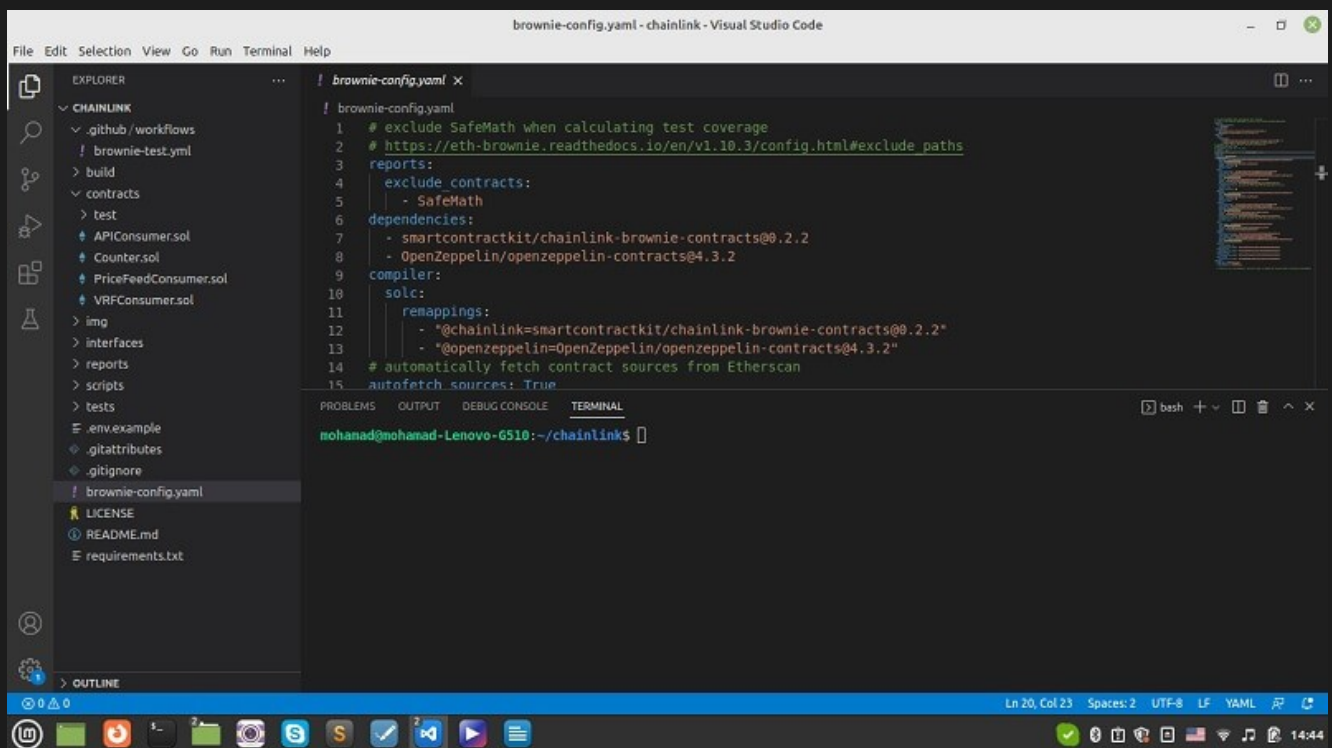 brownie-config.yaml - chainlink - Visual Studio Code
File Edit Selection View Go Run Terminal Help
EXPLORER
CHAINLINK
.github/workflows
brownie-test.yml
build
contracts
test
APIConsumer.sol
Counter.sol
PriceFeedConsumer.sol
VRFConsumer.sol
img
interfaces
reports
scripts
tests
.env.example
.gitattributes
.gitignore
brownie-config.yaml
LICENSE
README.md
requirements.txt
OUTLINE
brownie-config.yaml
brownie-config.yaml
1 # exclude SafeMath when calculating test coverage
2 # https://eth-brownie.readthedocs.io/en/v1.10.3/config.html#exclude_paths
3 reports:
4 exclude_contracts:
5 - SafeMath
6 dependencies:
7 - smartcontractkit/chainlink-brownie-contracts@0.2.2
8 - OpenZeppelin/openzeppelin-contracts@4.3.2
9 compiler:
10 solc:
11 remappings:
12 - "@chainlink=smartcontractkit/chainlink-brownie-contracts@0.2.2"
13 - "@openzeppelin=OpenZeppelin/openzeppelin-contracts@4.3.2"
14 # automatically fetch contract sources from Etherscan
15 autofetch_sources: True
PROBLEMS OUTPUT DEBUG CONSOLE TERMINAL
bash
mohamad@mohamad-Lenovo-G510:~/chainlink$
0 0
Ln 20, Col 23 Spaces: 2 UTF-8 LF YAML
14:44